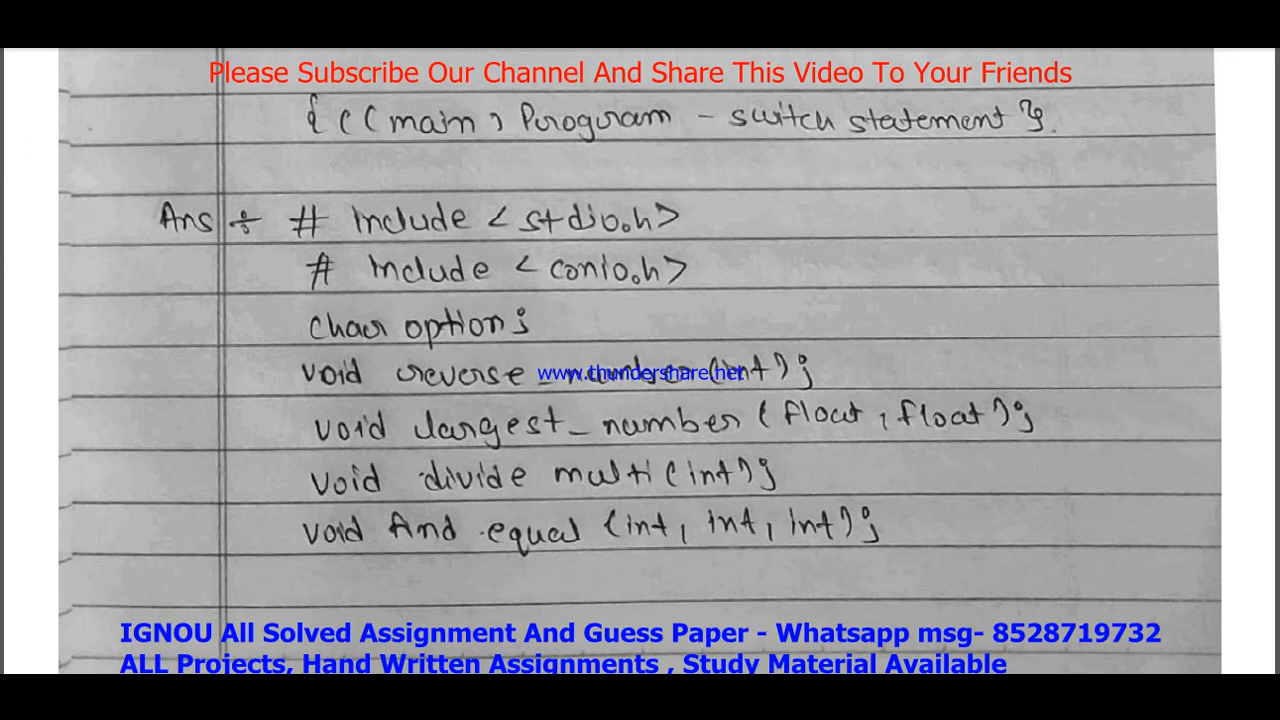 Please Subscribe Our Channel And Share This Video To Your Friends
{ ( ( main ) Program - switch statement }.
Ans ÷ # Include < stdio.h>
# Include < conio.h>
char option;
void reverse_number (int);
www.thundershare.net
void largest_number (float, float);
void divide multi (int);
void And equal (int, int, int);
IGNOU All Solved Assignment And Guess Paper - Whatsapp msg- 8528719732
ALL Projects, Hand Written Assignments , Study Material Available